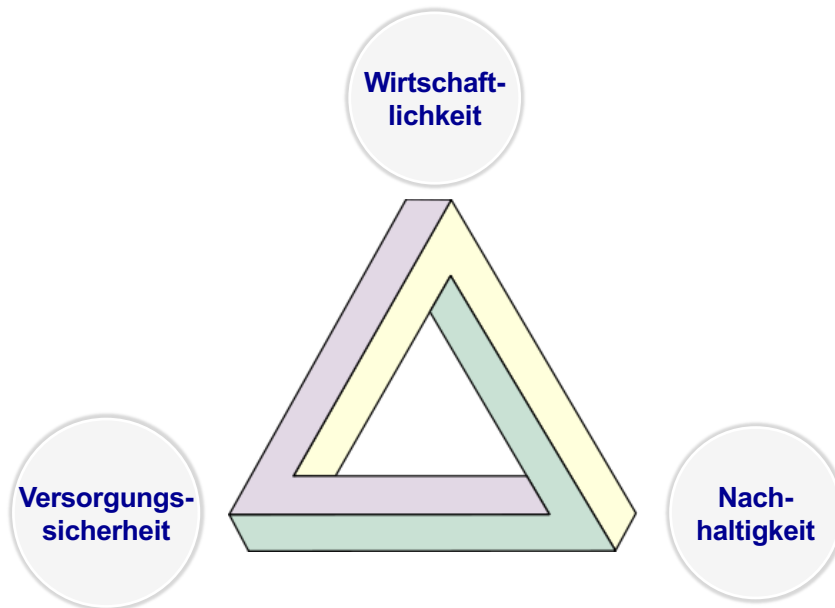 Wirtschaft-
lichkeit
Versorgungs-
sicherheit
Nach-
haltigkeit